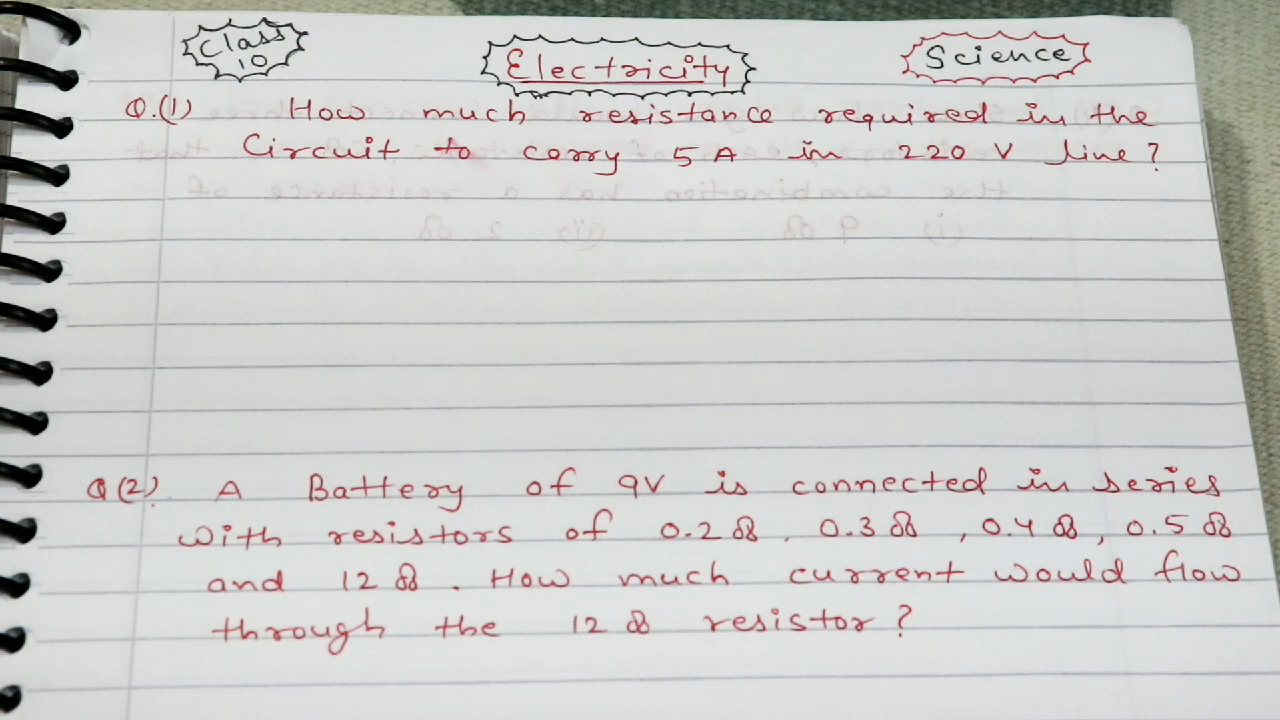 Class 10
Electricity
Science
Q.(1) How much resistance required in the
Circuit to carry 5 A in 220 V line?
Q(2). A Battery of 9V is connected in series
with resistors of 0.2 Ω, 0.3 Ω, 0.4 Ω, 0.5 Ω
and 12 Ω. How much current would flow
through the 12 Ω resistor?